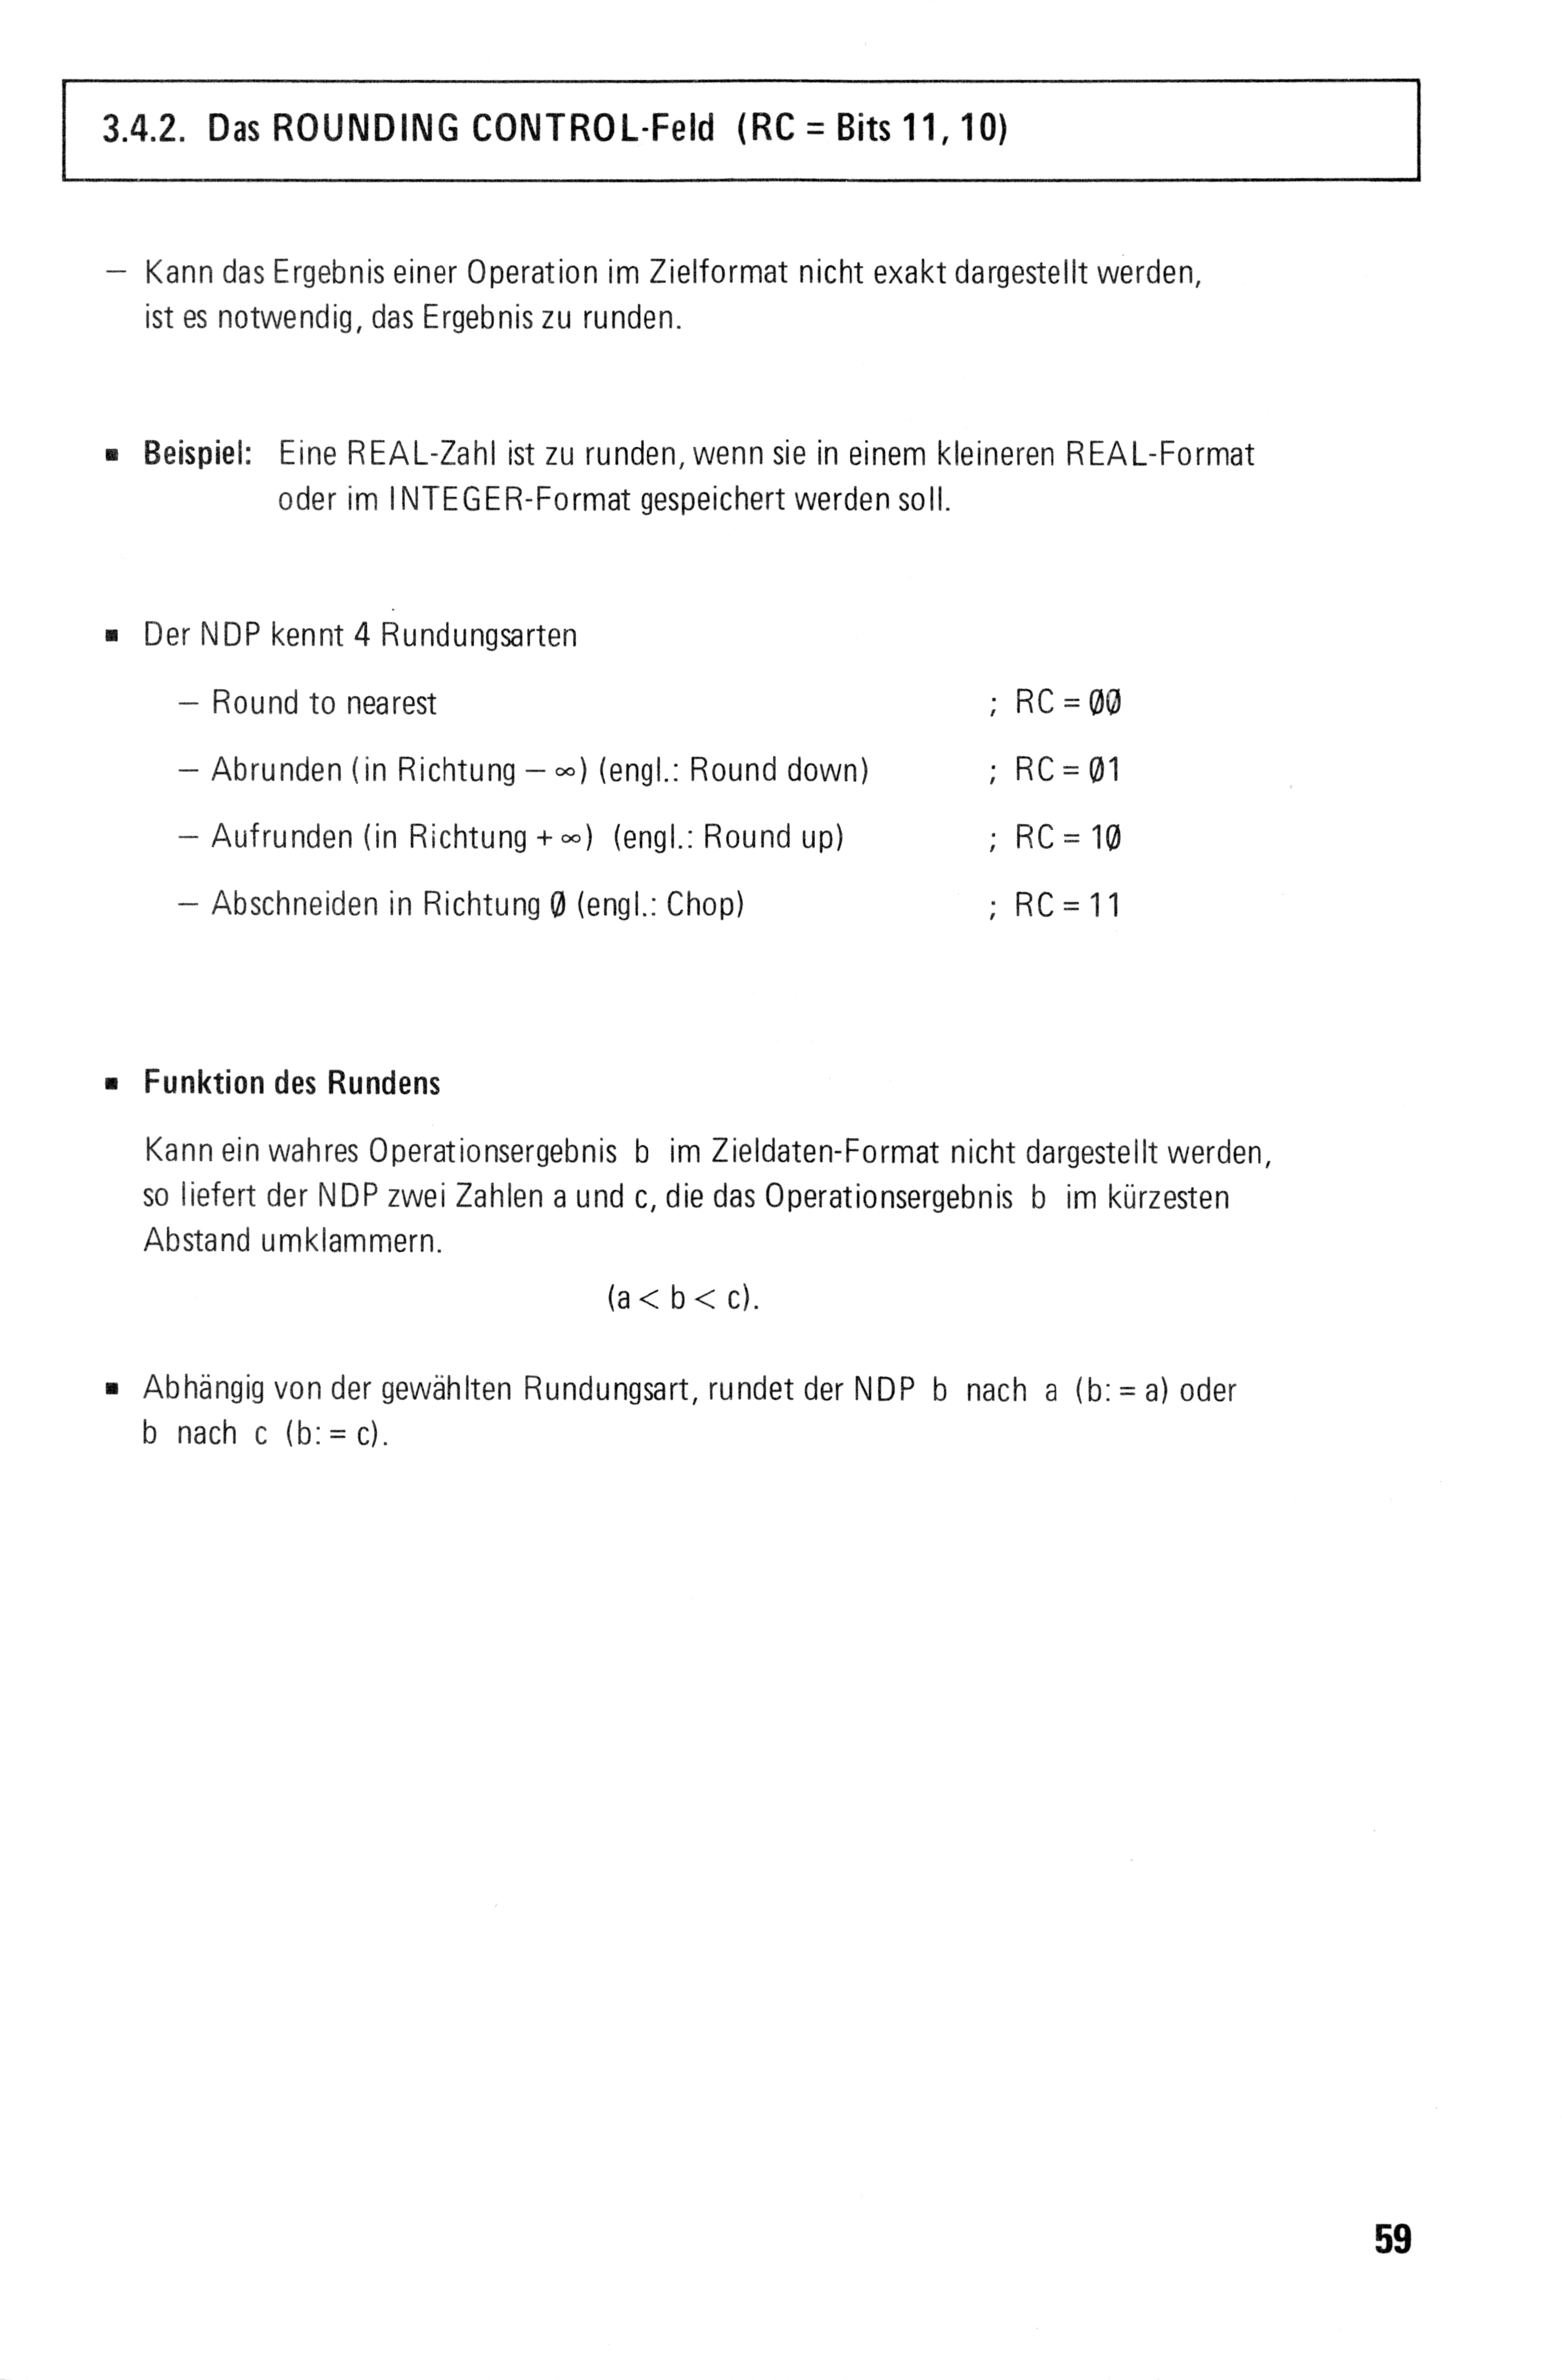 3.4.2. Das ROUNDING CONTROL-Feld (RC = Bits 11, 10)
— Kann das Ergebnis einer Operation im Zielformat nicht exakt dargestellt werden,
ist es notwendig, das Ergebnis zu runden.
▪ Beispiel: Eine REAL-Zahl ist zu runden, wenn sie in einem kleineren REAL-Format
oder im INTEGER-Format gespeichert werden soll.
▪ Der NDP kennt 4 Rundungsarten
— Round to nearest ; RC = 00
— Abrunden (in Richtung — ∞) (engl.: Round down) ; RC = 01
— Aufrunden (in Richtung + ∞) (engl.: Round up) ; RC = 10
— Abschneiden in Richtung 0 (engl.: Chop) ; RC = 11
▪ Funktion des Rundens
Kann ein wahres Operationsergebnis b im Zieldaten-Format nicht dargestellt werden,
so liefert der NDP zwei Zahlen a und c, die das Operationsergebnis b im kürzesten
Abstand umklammern.
(a < b < c).
▪ Abhängig von der gewählten Rundungsart, rundet der NDP b nach a (b: = a) oder
b nach c (b: = c).
59